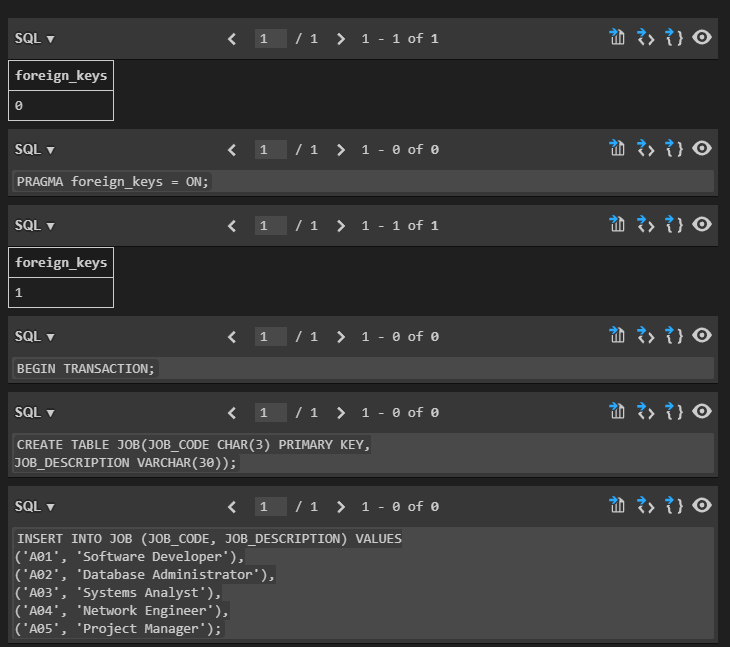 SQL ▼ < 1 / 1 > 1 - 1 of 1
foreign_keys
0
SQL ▼ < 1 / 1 > 1 - 0 of 0
PRAGMA foreign_keys = ON;
SQL ▼ < 1 / 1 > 1 - 1 of 1
foreign_keys
1
SQL ▼ < 1 / 1 > 1 - 0 of 0
BEGIN TRANSACTION;
SQL ▼ < 1 / 1 > 1 - 0 of 0
CREATE TABLE JOB(JOB_CODE CHAR(3) PRIMARY KEY,
JOB_DESCRIPTION VARCHAR(30));
SQL ▼ < 1 / 1 > 1 - 0 of 0
INSERT INTO JOB (JOB_CODE, JOB_DESCRIPTION) VALUES
('A01', 'Software Developer'),
('A02', 'Database Administrator'),
('A03', 'Systems Analyst'),
('A04', 'Network Engineer'),
('A05', 'Project Manager');